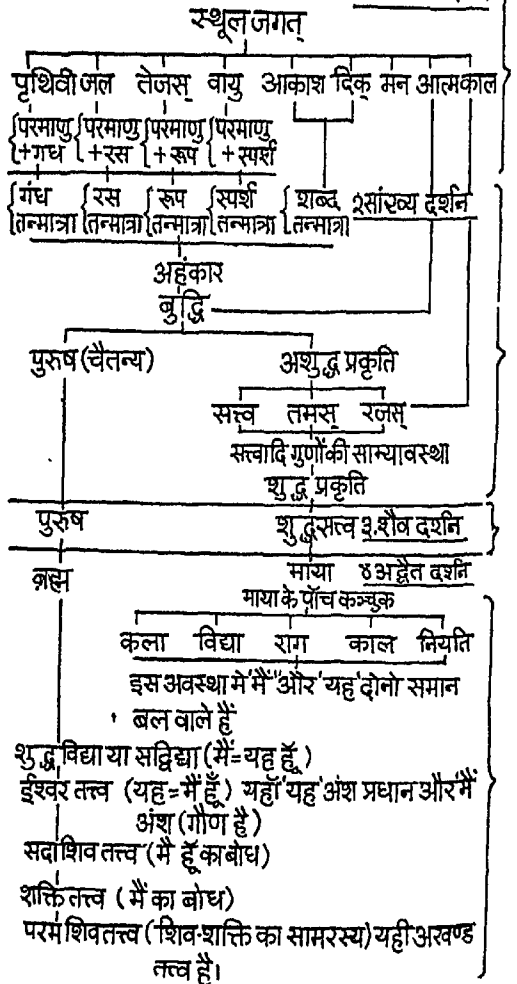 स्थूल जगत्
पृथिवी जल तेजस् वायु आकाश दिक् मन आत्म काल
परमाणु परमाणु परमाणु परमाणु
+गध +रस +रूप +स्पर्श
गंध रस रूप स्पर्श शब्द २सांख्य दर्शन
तन्मात्रा तन्मात्रा तन्मात्रा तन्मात्रा तन्मात्रा
अहंकार
बुद्धि
पुरुष (चैतन्य) अशुद्ध प्रकृति
सत्त्व तमस् रजस्
सत्त्वादि गुणोंकी साम्यावस्था
शुद्ध प्रकृति
पुरुष शुद्धसत्त्व ३.शैव दर्शन
ब्रह्म माया ४अद्वैत दर्शन
माया के पाँच कञ्चुक
कला विद्या राग काल नियति
इस अवस्था मे 'मैं' और 'यह' दोनो समान
बल वाले हैं
शुद्ध विद्या या सद्विद्या (मैं=यह हूँ)
ईश्वर तत्त्व (यह=मैं हूँ) यहाँ 'यह' अंश प्रधान और 'मैं'
अंश (गौण है)
सदाशिव तत्त्व (मै हूँ का बोध)
शक्ति तत्त्व (मैं का बोध)
परम शिवतत्त्व (शिव-शक्ति का सामरस्य) यही अखण्ड
तत्त्व है।